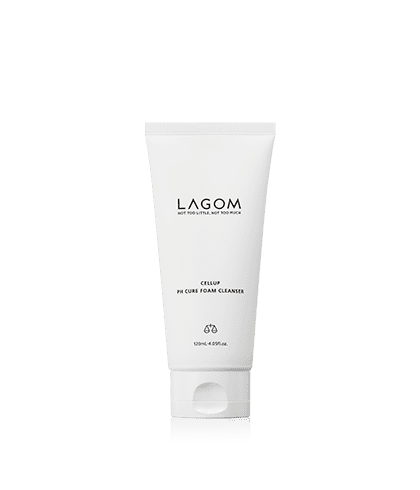 LAGOM
NOT TOO LITTLE, NOT TOO MUCH
CELLUP
PH CURE FOAM CLEANSER
120mL·4.05fl.oz.